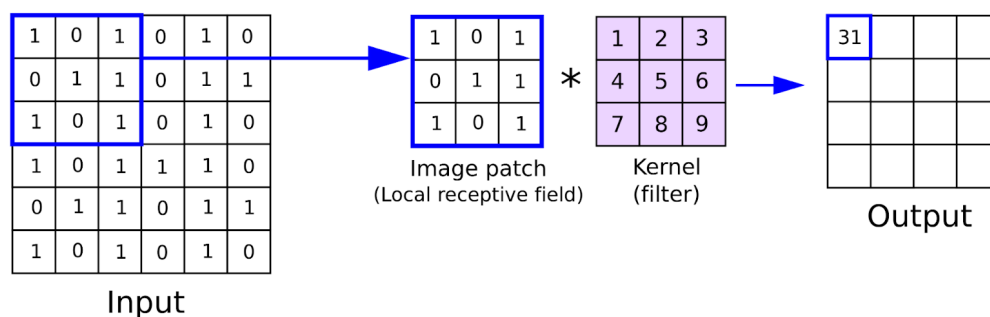 1 0 1 0 1 0
0 1 1 0 1 1
1 0 1 0 1 0
1 0 1 1 1 0
0 1 1 0 1 1
1 0 1 0 1 0
Input
1 0 1
0 1 1
1 0 1
Image patch
(Local receptive field)
*
1 2 3
4 5 6
7 8 9
Kernel
(filter)
31
Output